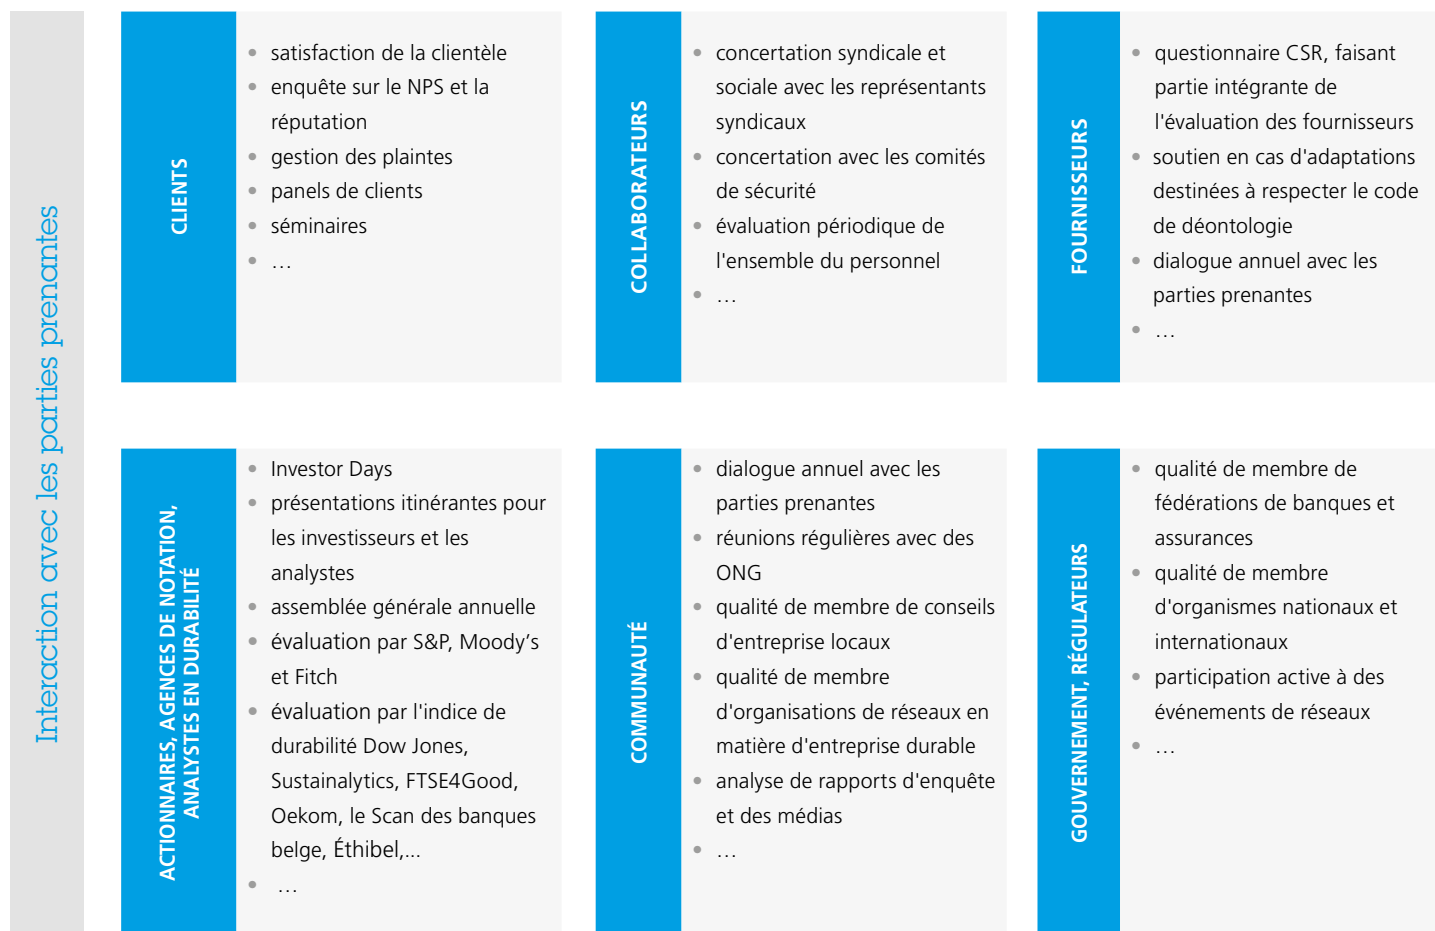 Interaction avec les parties prenantes
CLIENTS
• satisfaction de la clientèle
• enquête sur le NPS et la
réputation
• gestion des plaintes
• panels de clients
• séminaires
• …
COLLABORATEURS
• concertation syndicale et
sociale avec les représentants
syndicaux
• concertation avec les comités
de sécurité
• évaluation périodique de
l'ensemble du personnel
• …
FOURNISSEURS
• questionnaire CSR, faisant
partie intégrante de
l'évaluation des fournisseurs
• soutien en cas d'adaptations
destinées à respecter le code
de déontologie
• dialogue annuel avec les
parties prenantes
• …
ACTIONNAIRES, AGENCES DE NOTATION,
ANALYSTES EN DURABILITÉ
• Investor Days
• présentations itinérantes pour
les investisseurs et les
analystes
• assemblée générale annuelle
• évaluation par S&P, Moody’s
et Fitch
• évaluation par l'indice de
durabilité Dow Jones,
Sustainalytics, FTSE4Good,
Oekom, le Scan des banques
belge, Éthibel,...
• …
COMMUNAUTÉ
• dialogue annuel avec les
parties prenantes
• réunions régulières avec des
ONG
• qualité de membre de conseils
d'entreprise locaux
• qualité de membre
d'organisations de réseaux en
matière d'entreprise durable
• analyse de rapports d'enquête
et des médias
• …
GOUVERNEMENT, RÉGULATEURS
• qualité de membre de
fédérations de banques et
assurances
• qualité de membre
d'organismes nationaux et
internationaux
• participation active à des
événements de réseaux
• …